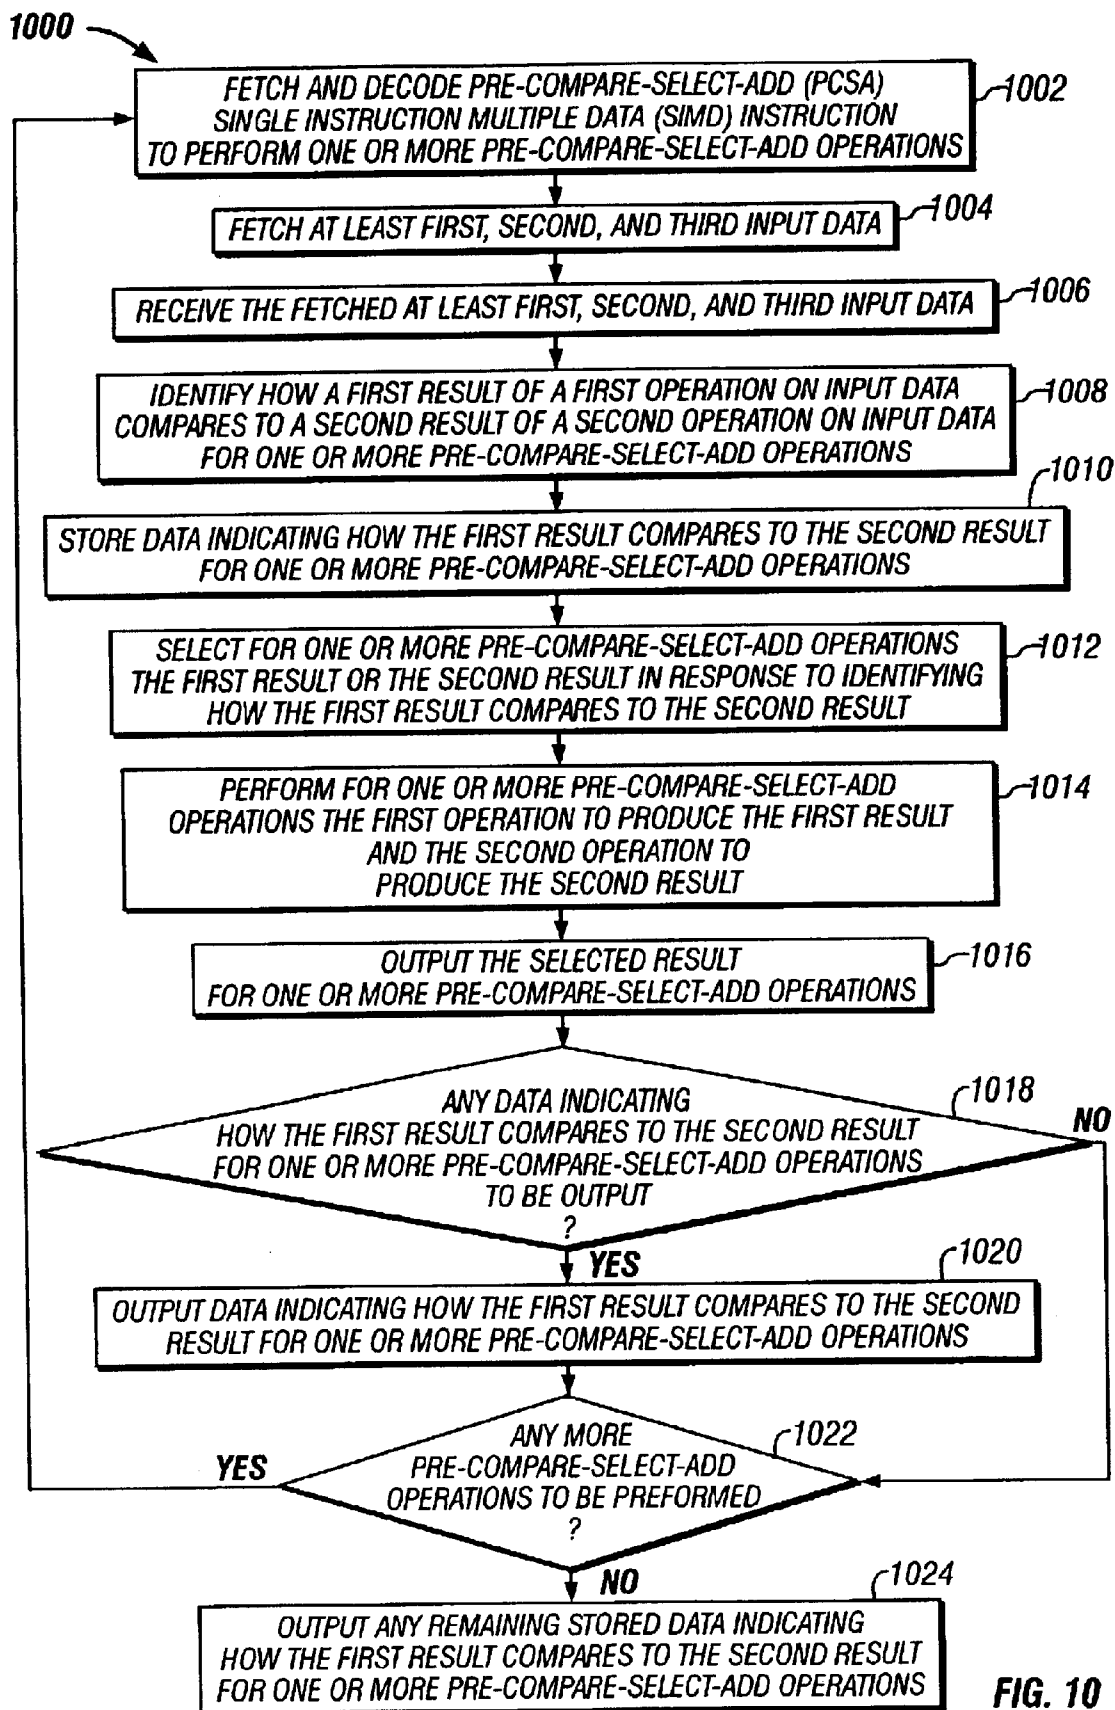 1000
FETCH AND DECODE PRE-COMPARE-SELECT-ADD (PCSA)
SINGLE INSTRUCTION MULTIPLE DATA (SIMD) INSTRUCTION
TO PERFORM ONE OR MORE PRE-COMPARE-SELECT-ADD OPERATIONS
1002
FETCH AT LEAST FIRST, SECOND, AND THIRD INPUT DATA
1004
RECEIVE THE FETCHED AT LEAST FIRST, SECOND, AND THIRD INPUT DATA
1006
IDENTIFY HOW A FIRST RESULT OF A FIRST OPERATION ON INPUT DATA
COMPARES TO A SECOND RESULT OF A SECOND OPERATION ON INPUT DATA
FOR ONE OR MORE PRE-COMPARE-SELECT-ADD OPERATIONS
1008
STORE DATA INDICATING HOW THE FIRST RESULT COMPARES TO THE SECOND RESULT
FOR ONE OR MORE PRE-COMPARE-SELECT-ADD OPERATIONS
1010
SELECT FOR ONE OR MORE PRE-COMPARE-SELECT-ADD OPERATIONS
THE FIRST RESULT OR THE SECOND RESULT IN RESPONSE TO IDENTIFYING
HOW THE FIRST RESULT COMPARES TO THE SECOND RESULT
1012
PERFORM FOR ONE OR MORE PRE-COMPARE-SELECT-ADD
OPERATIONS THE FIRST OPERATION TO PRODUCE THE FIRST RESULT
AND THE SECOND OPERATION TO
PRODUCE THE SECOND RESULT
1014
OUTPUT THE SELECTED RESULT
FOR ONE OR MORE PRE-COMPARE-SELECT-ADD OPERATIONS
1016
ANY DATA INDICATING
HOW THE FIRST RESULT COMPARES TO THE SECOND RESULT
FOR ONE OR MORE PRE-COMPARE-SELECT-ADD OPERATIONS
TO BE OUTPUT
?
1018
NO
YES
OUTPUT DATA INDICATING HOW THE FIRST RESULT COMPARES TO THE SECOND
RESULT FOR ONE OR MORE PRE-COMPARE-SELECT-ADD OPERATIONS
1020
ANY MORE
PRE-COMPARE-SELECT-ADD
OPERATIONS TO BE PREFORMED
?
1022
YES
NO
OUTPUT ANY REMAINING STORED DATA INDICATING
HOW THE FIRST RESULT COMPARES TO THE SECOND RESULT
FOR ONE OR MORE PRE-COMPARE-SELECT-ADD OPERATIONS
1024
FIG. 10